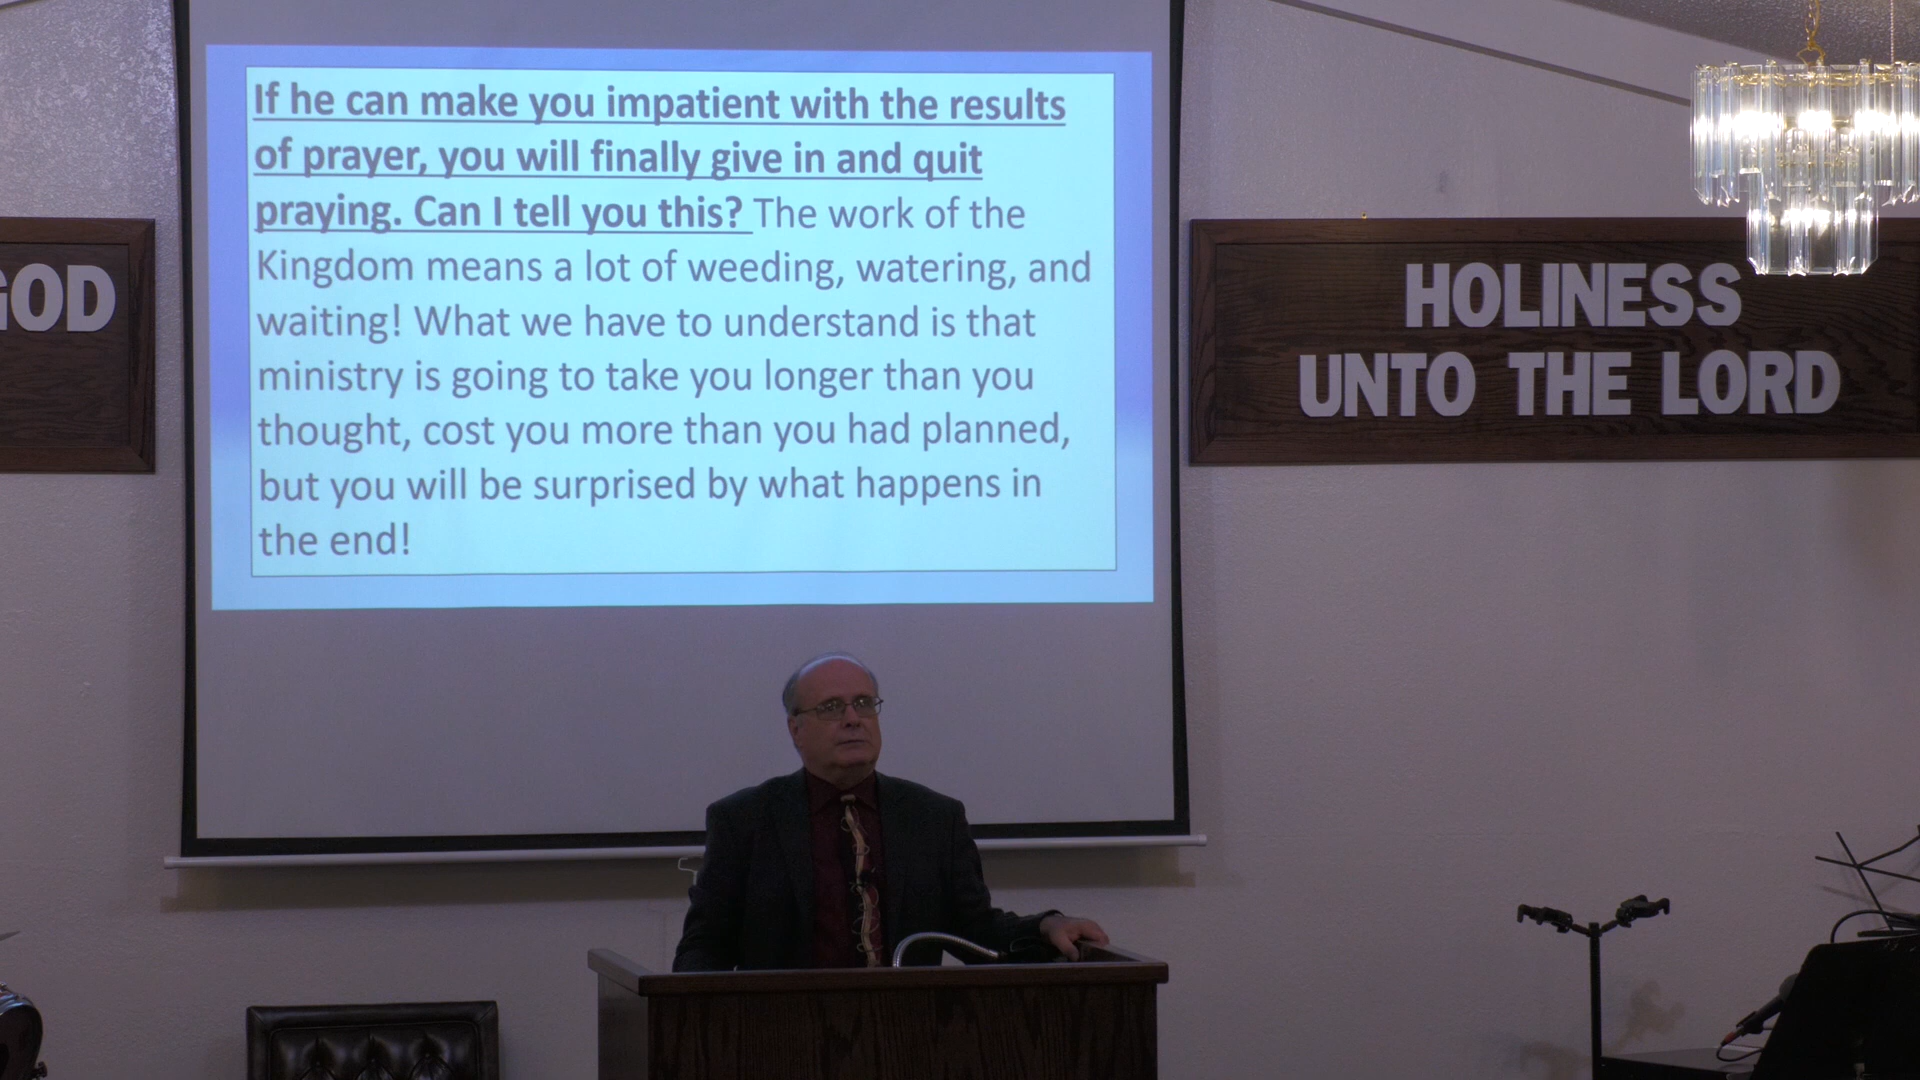 If he can make you impatient with the results
of prayer, you will finally give in and quit
praying. Can I tell you this? The work of the
Kingdom means a lot of weeding, watering, and
waiting! What we have to understand is that
ministry is going to take you longer than you
thought, cost you more than you had planned,
but you will be surprised by what happens in
the end!
GOD
HOLINESS
UNTO THE LORD